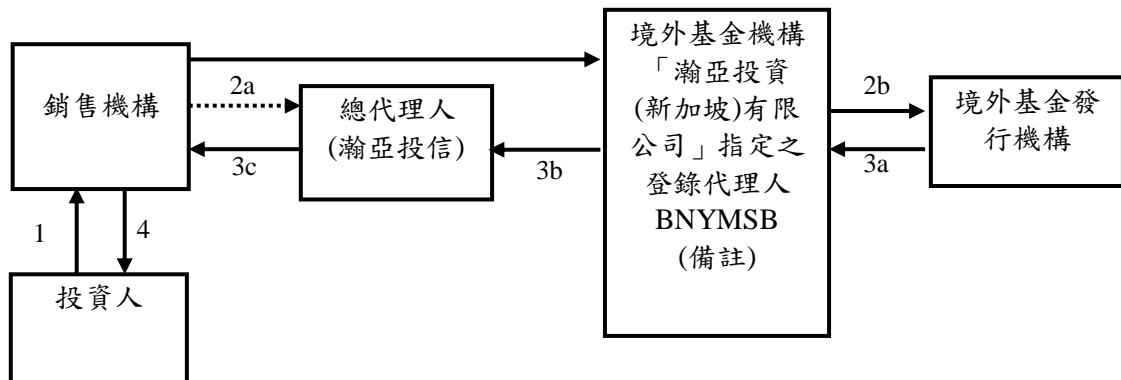 銷售機構
2a
總代理人
(瀚亞投信)
3c
3b
境外基金機構
「瀚亞投資
(新加坡)有限
公司」指定之
登錄代理人
BNYMSB
(備註)
2b
3a
境外基金發
行機構
1
4
投資人